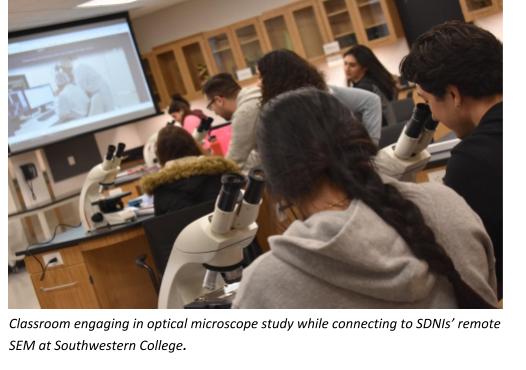 Classroom engaging in optical microscope study while connecting to SDNIs’ remote
SEM at Southwestern College.